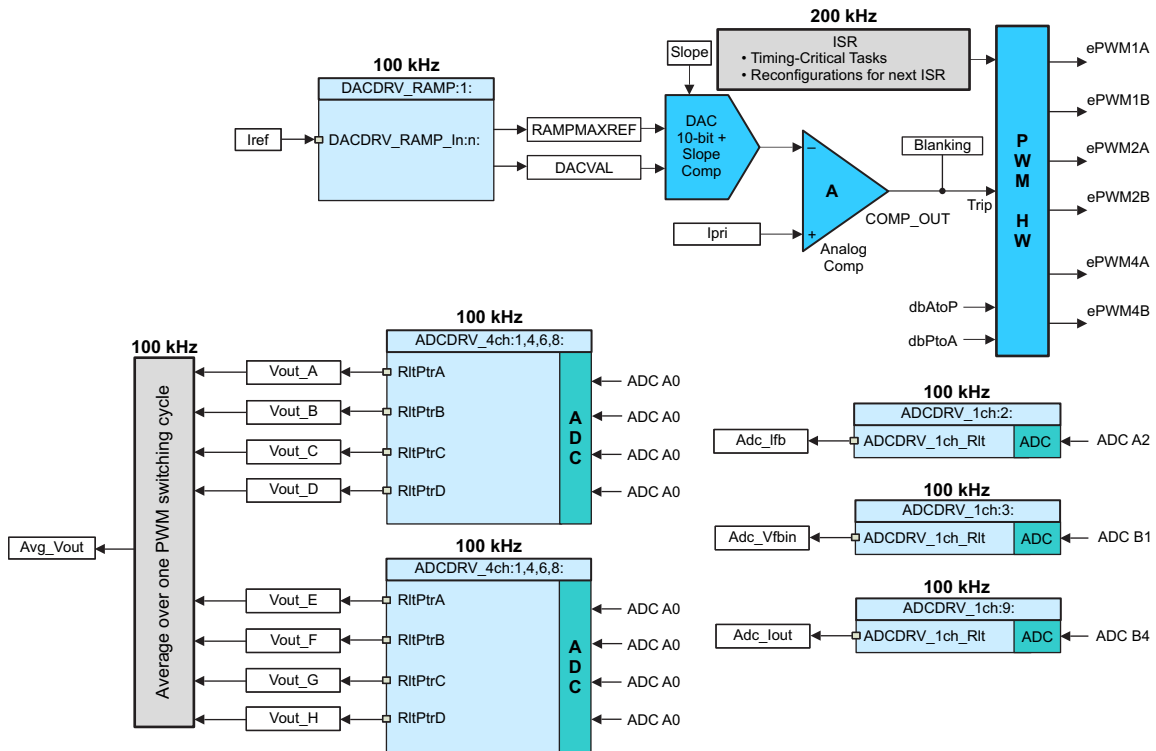 200 kHz
ISR
• Timing-Critical Tasks
• Reconfigurations for next ISR
100 kHz
DACDRV_RAMP:1:
DACDRV_RAMP_In:n:
Iref
RAMPMAXREF
DACVAL
Slope
DAC
10-bit +
Slope
Comp
Ipri
–
A
+
Analog
Comp
COMP_OUT
Blanking
Trip
PWM HW
dbAtoP
dbPtoA
ePWM1A
ePWM1B
ePWM2A
ePWM2B
ePWM4A
ePWM4B
100 kHz
Average over one PWM switching cycle
Avg_Vout
Vout_A
Vout_B
Vout_C
Vout_D
Vout_E
Vout_F
Vout_G
Vout_H
100 kHz
ADCDRV_4ch:1,4,6,8:
RltPtrA
RltPtrB
RltPtrC
RltPtrD
ADC
ADC A0
ADC A0
ADC A0
ADC A0
100 kHz
ADCDRV_4ch:1,4,6,8:
RltPtrA
RltPtrB
RltPtrC
RltPtrD
ADC
ADC A0
ADC A0
ADC A0
ADC A0
100 kHz
ADCDRV_1ch:2:
Adc_Ifb
ADCDRV_1ch_Rlt
ADC
ADC A2
100 kHz
ADCDRV_1ch:3:
Adc_Vfbin
ADCDRV_1ch_Rlt
ADC
ADC B1
100 kHz
ADCDRV_1ch:9:
Adc_Iout
ADCDRV_1ch_Rlt
ADC
ADC B4